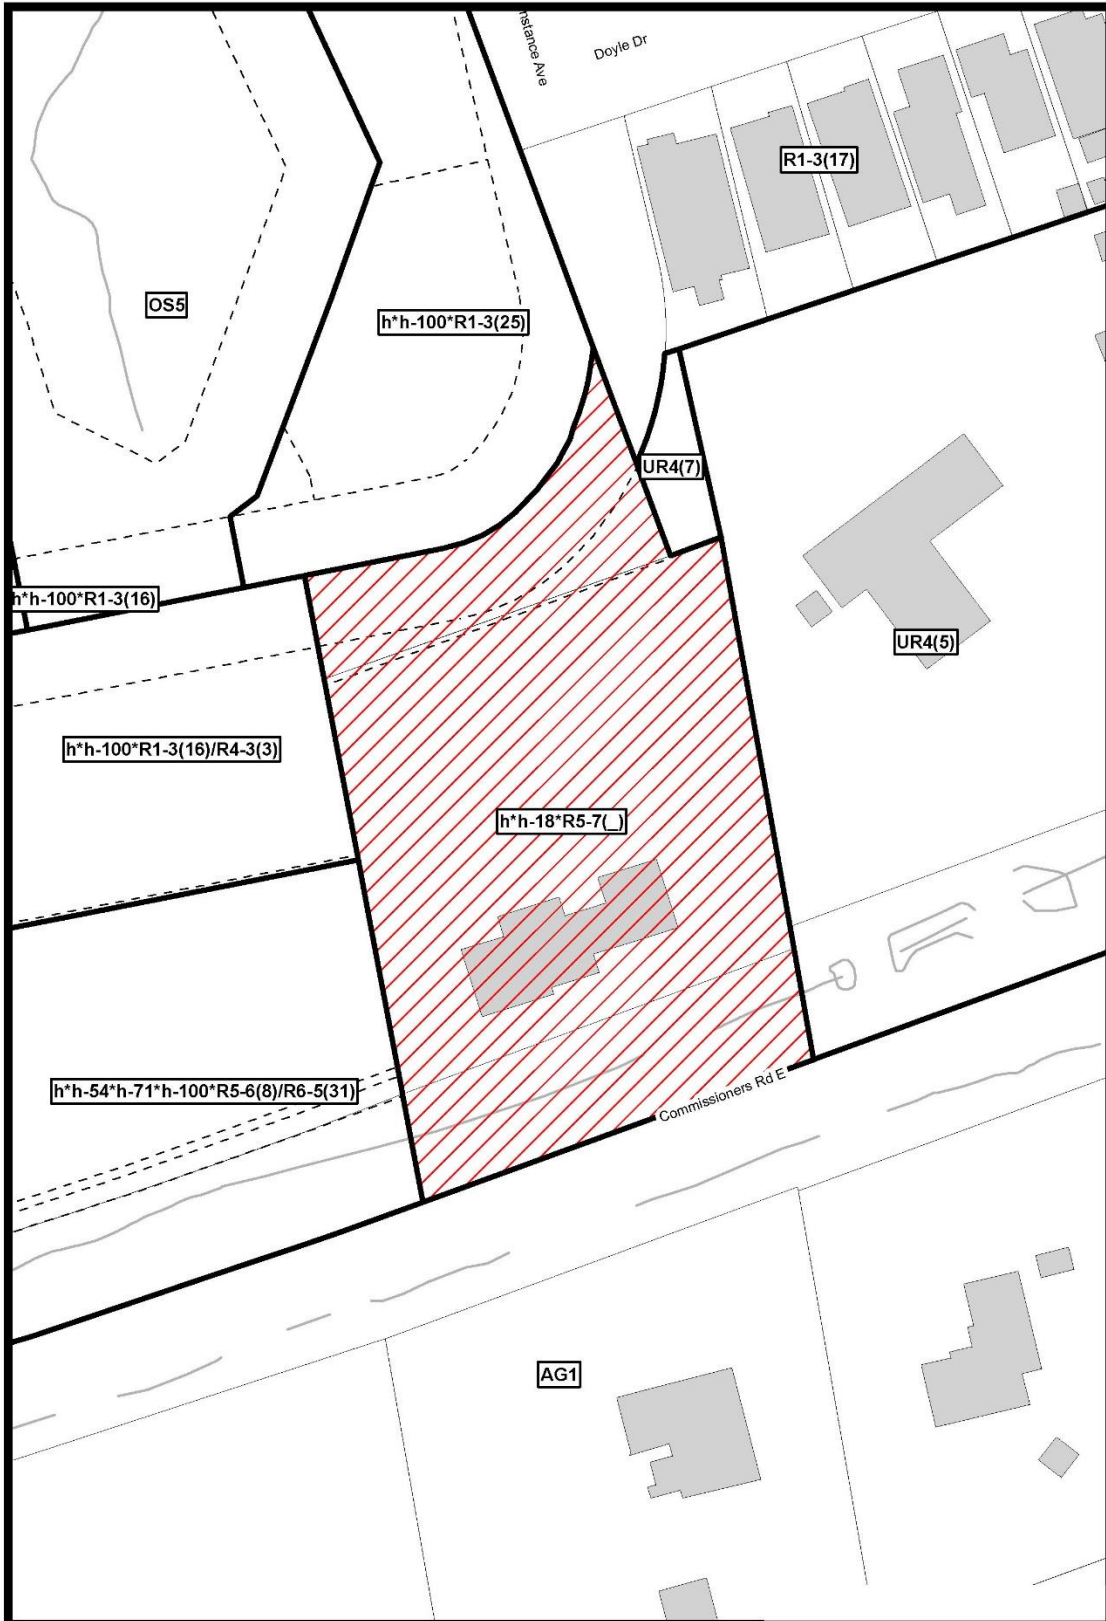 nstance Ave
Doyle Dr
R1-3(17)
OS5
h*h-100*R1-3(25)
UR4(7)
h*h-100*R1-3(16)
UR4(5)
h*h-100*R1-3(16)/R4-3(3)
h*h-18*R5-7(_)
h*h-54*h-71*h-100*R5-6(8)/R6-5(31)
Commissioners Rd E
AG1